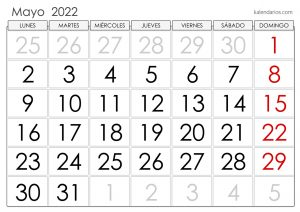 Mayo 2022
kalendarios.com
LUNES MARTES MIÉRCOLES JUEVES VIERNES SÁBADO DOMINGO
25 26 27 28 29 30 1
2 3 4 5 6 7 8
9 10 11 12 13 14 15
16 17 18 19 20 21 22
23 24 25 26 27 28 29
30 31 1 2 3 4 5